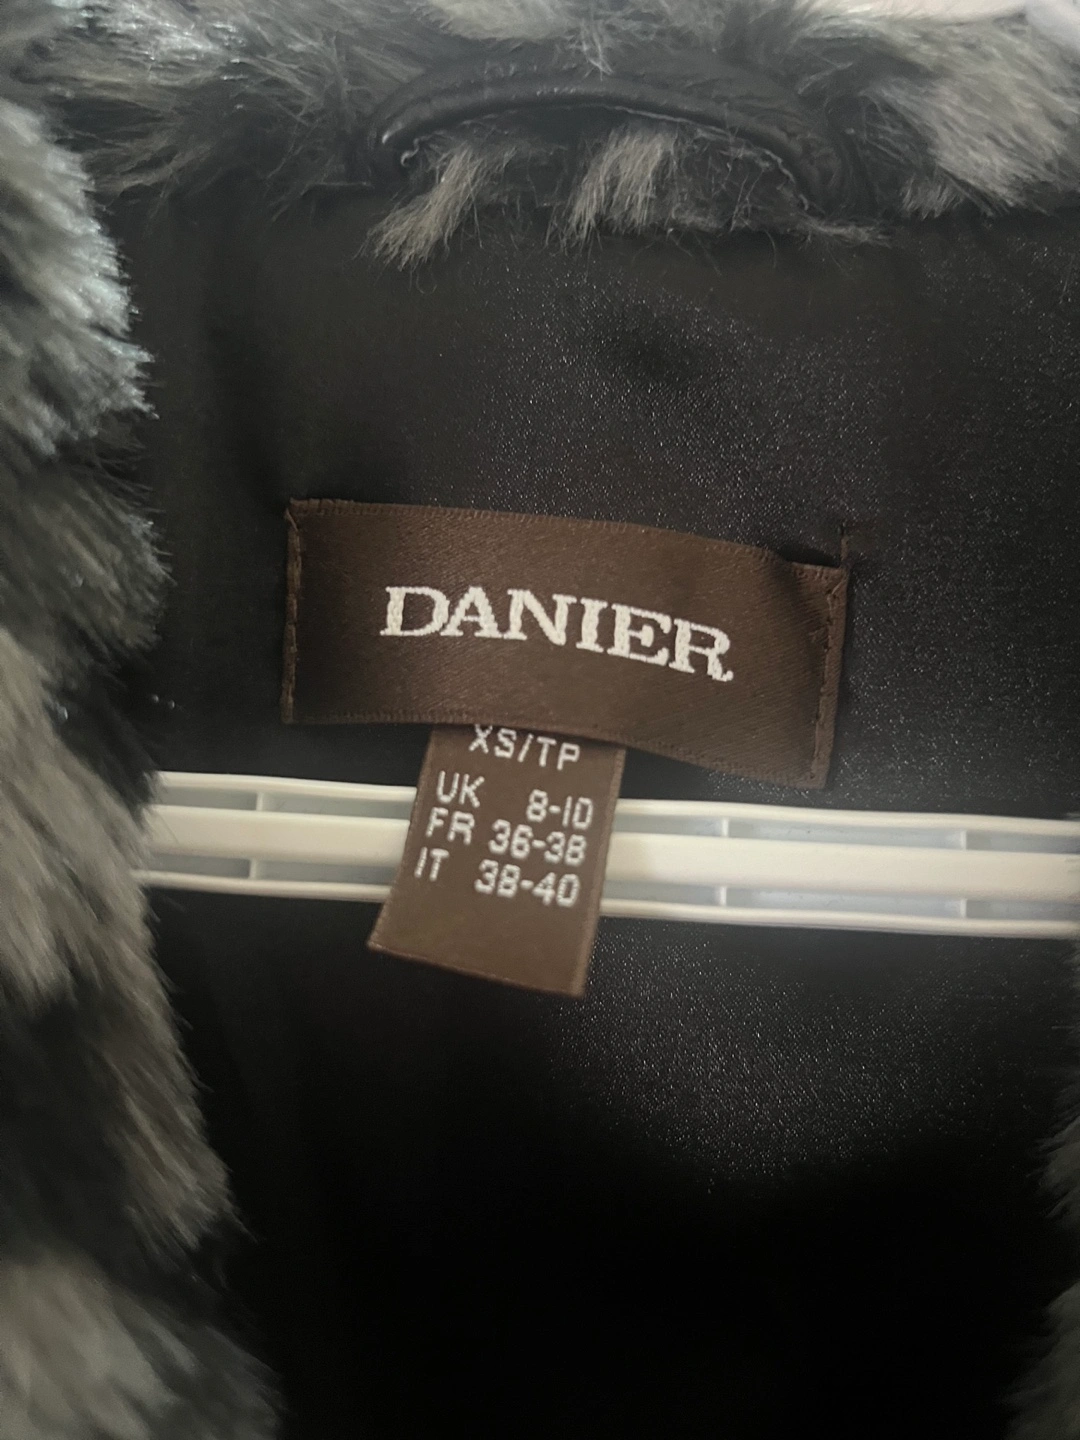 DANIER
XS/TP
UK 8-10
FR 36-38
IT 38-40